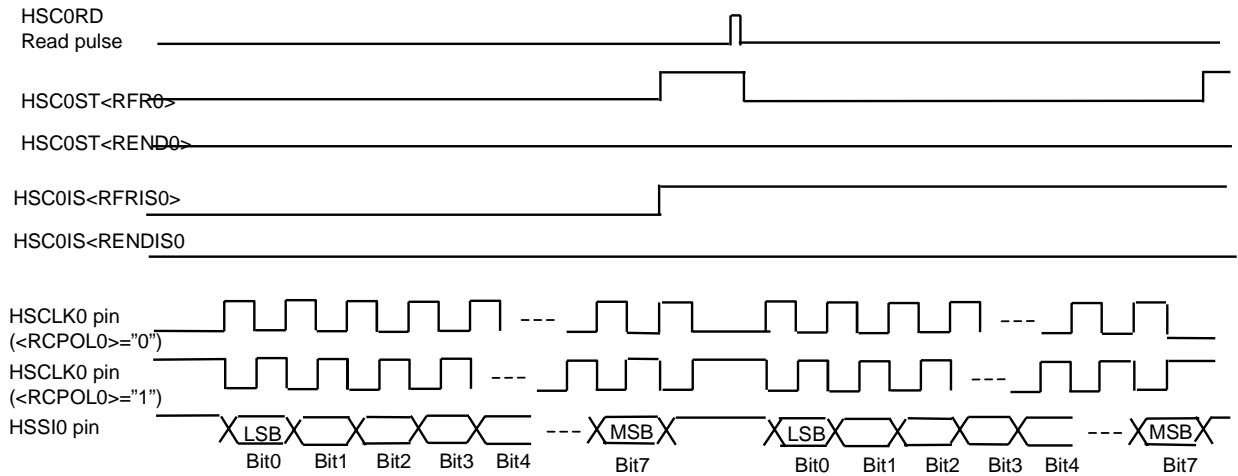 HSC0RD
Read pulse
HSC0ST<RFR0>
HSC0ST<REND0>
HSC0IS<RFRIS0>
HSC0IS<RENDIS0
HSCLK0 pin
(<RCPOL0>="0")
HSCLK0 pin
(<RCPOL0>="1")
HSSI0 pin
LSB MSB LSB MSB
Bit0 Bit1 Bit2 Bit3 Bit4 Bit7 Bit0 Bit1 Bit2 Bit3 Bit4 Bit7